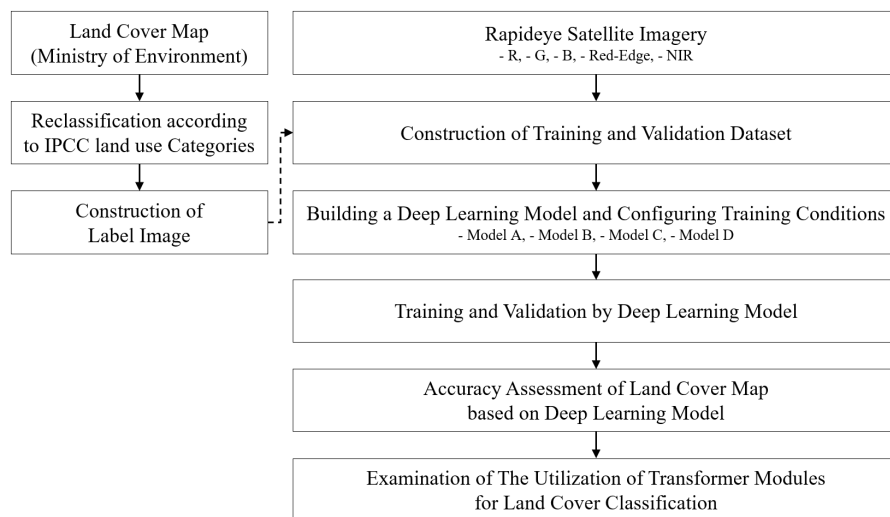 Land Cover Map
(Ministry of Environment)
Reclassification according
to IPCC land use Categories
Construction of
Label Image
Rapideye Satellite Imagery
- R, - G, - B, - Red-Edge, - NIR
Construction of Training and Validation Dataset
Building a Deep Learning Model and Configuring Training Conditions
- Model A, - Model B, - Model C, - Model D
Training and Validation by Deep Learning Model
Accuracy Assessment of Land Cover Map
based on Deep Learning Model
Examination of The Utilization of Transformer Modules
for Land Cover Classification